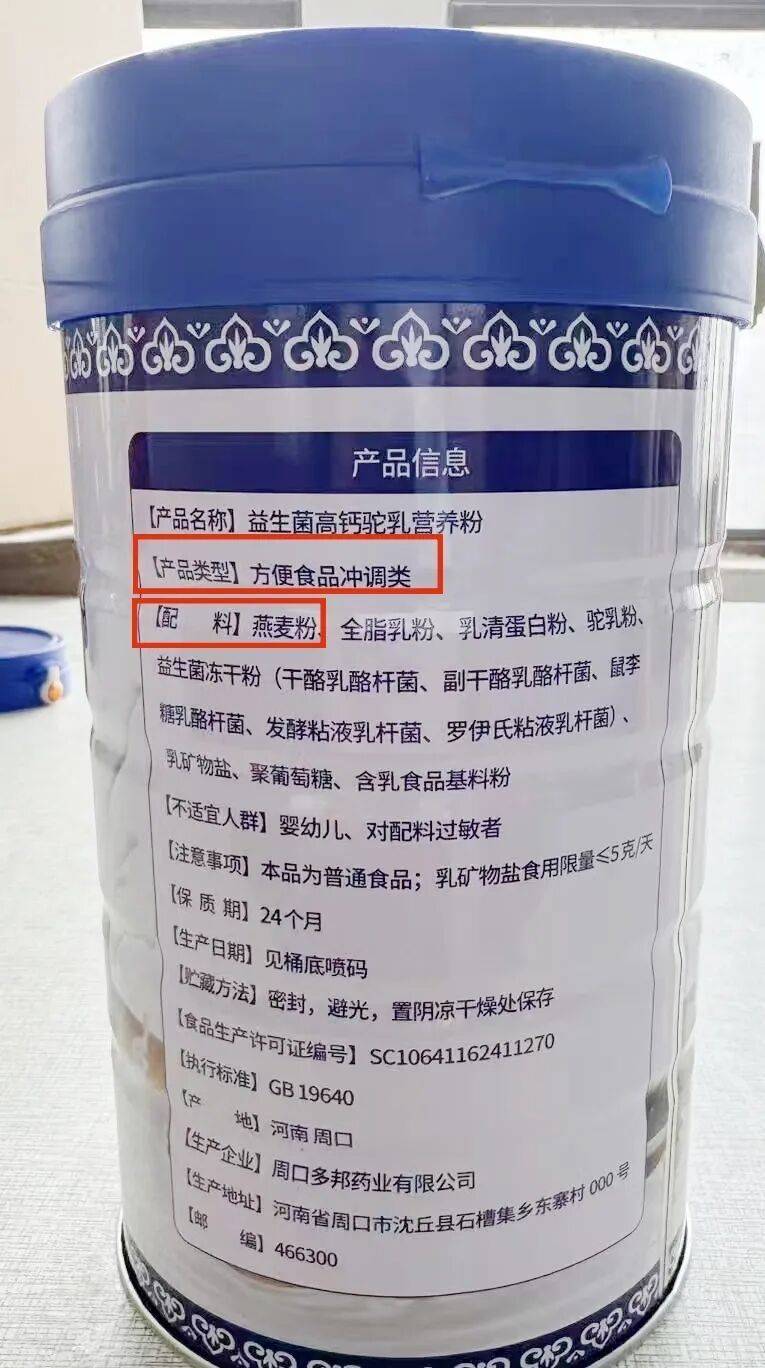 产品信息
【产品名称】益生菌高钙驼乳营养粉
【产品类型】方便食品冲调类
【配 料】燕麦粉、全脂乳粉、乳清蛋白粉、驼乳粉、
益生菌冻干粉（干酪乳酪杆菌、副干酪乳酪杆菌、鼠李
糖乳酪杆菌、发酵粘液乳杆菌、罗伊氏粘液乳杆菌）、
乳矿物盐、聚葡萄糖、含乳食品基料粉
【不适宜人群】婴幼儿、对配料过敏者
【注意事项】本品为普通食品；乳矿物盐食用限量≤5克/天
【保 质 期】24个月
【生产日期】见桶底喷码
【贮藏方法】密封，避光，置阴凉干燥处保存
【食品生产许可证编号】SC10641162411270
【执行标准】GB 19640
【产 地】河南 周口
【生产企业】周口多邦药业有限公司
【生产地址】河南省周口市沈丘县石槽集乡东寨村 000 号
【邮 编】466300